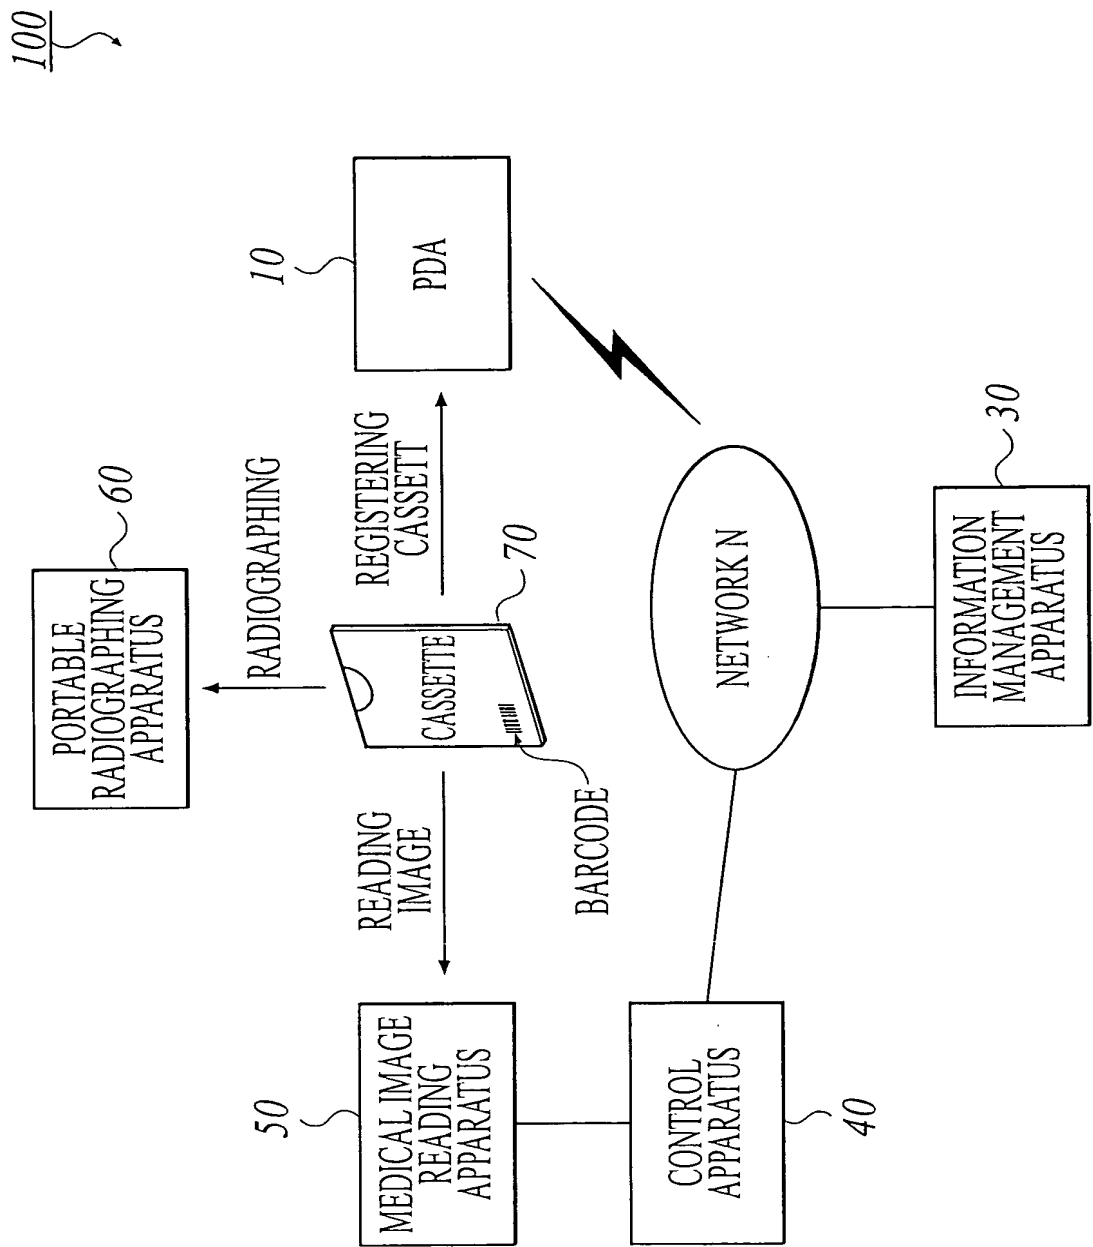 100
60
PORTABLE
RADIOGRAPHING
APPARATUS
RADIOGRAPHING
50
MEDICAL IMAGE
READING
APPARATUS
READING
IMAGE
CASSETTE
70
BARCODE
REGISTERING
CASSETT
10
PDA
CONTROL
APPARATUS
40
NETWORK N
30
INFORMATION
MANAGEMENT
APPARATUS